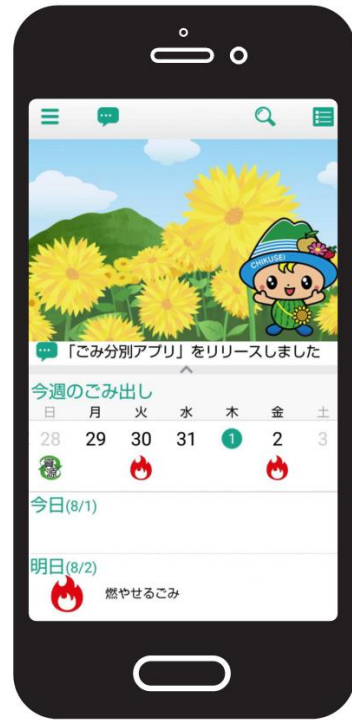 CHIKUSEI
「ごみ分別アプリ」をリリースしました
今週のごみ出し
日 月 火 水 木 金 土
28 29 30 31 1 2 3
資源
今日(8/1)
明日(8/2)
燃やせるごみ